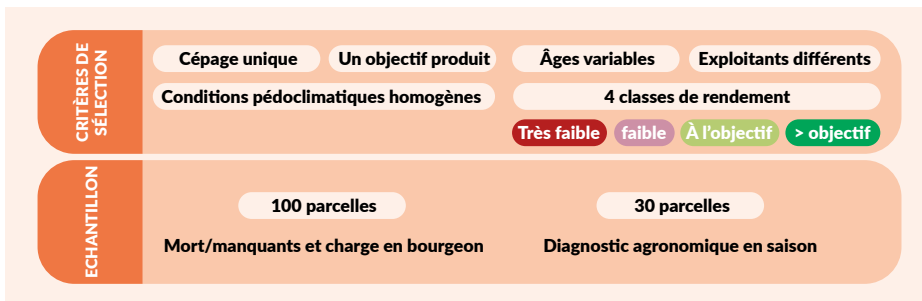 CRITÈRES DE
SÉLECTION
Cépage unique
Un objectif produit
Âges variables
Exploitants différents
Conditions pédoclimatiques homogènes
4 classes de rendement
Très faible
faible
À l'objectif
> objectif
ECHANTILLON
100 parcelles
30 parcelles
Mort/manquants et charge en bourgeon
Diagnostic agronomique en saison